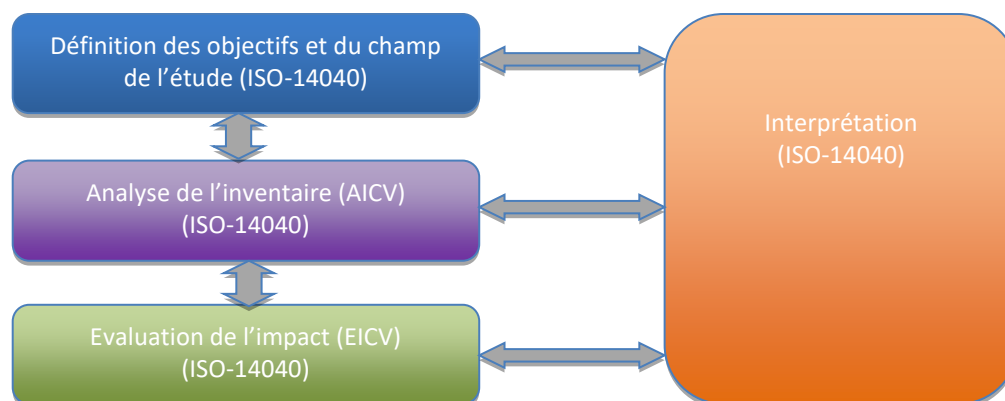 Définition des objectifs et du champ
de l’étude (ISO-14040)
Interprétation
(ISO-14040)
Analyse de l’inventaire (AICV)
(ISO-14040)
Evaluation de l’impact (EICV)
(ISO-14040)